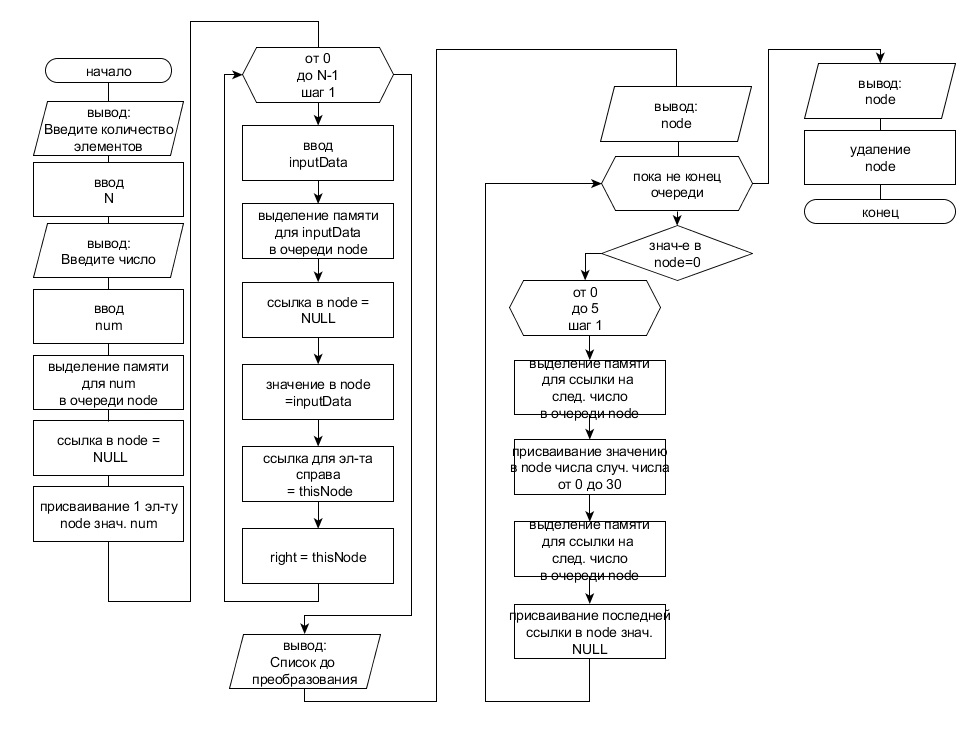 начало
вывод:
Введите количество
элементов
ввод
N
вывод:
Введите число
ввод
num
выделение памяти
для num
в очереди node
ссылка в node =
NULL
присваивание 1 эл-ту
node знач. num
от 0
до N-1
шаг 1
ввод
inputData
выделение памяти
для inputData
в очереди node
ссылка в node =
NULL
значение в node
=inputData
ссылка для эл-та
справа
= thisNode
right = thisNode
вывод:
Список до
преобразования
вывод:
node
пока не конец
очереди
знач-е в
node=0
от 0
до 5
шаг 1
выделение памяти
для ссылки на
след. число
в очереди node
присваивание значению
в node числа случ. числа
от 0 до 30
выделение памяти
для ссылки на
след. число
в очереди node
присваивание последней
ссылки в node знач.
NULL
вывод:
node
удаление
node
конец